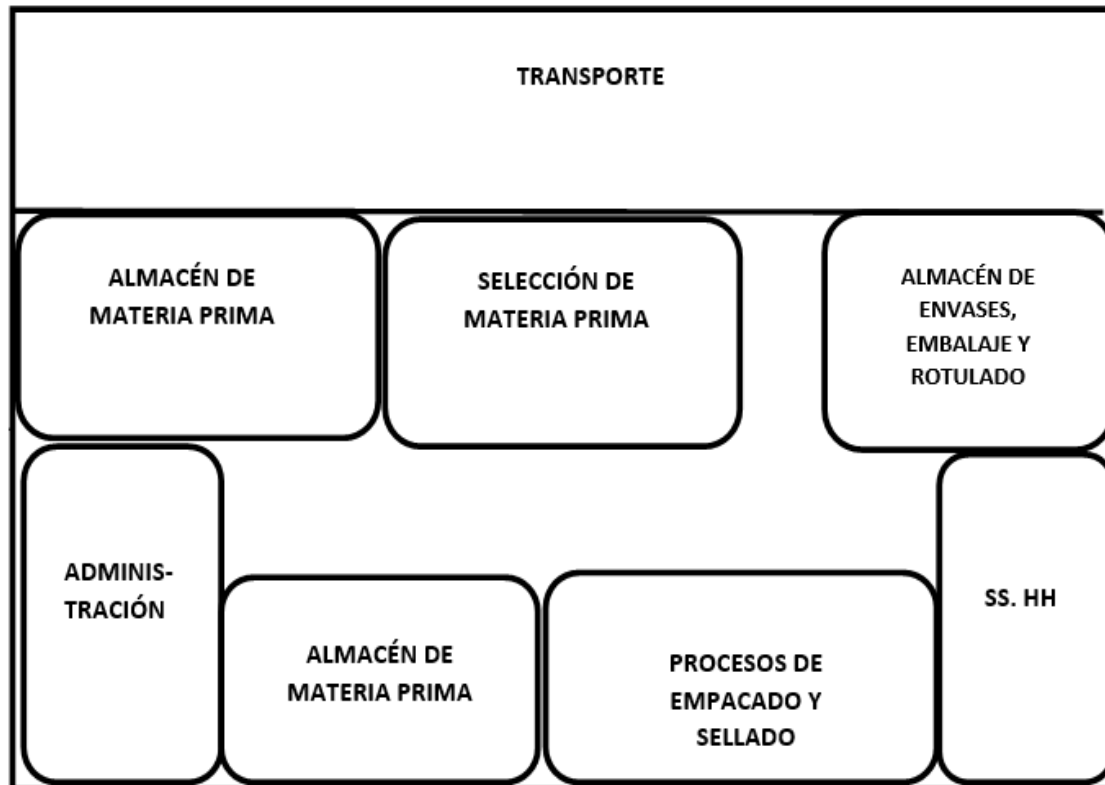 TRANSPORTE
ALMACÉN DE
MATERIA PRIMA
SELECCIÓN DE
MATERIA PRIMA
ALMACÉN DE
ENVASES,
EMBALAJE Y
ROTULADO
ADMINIS-
TRACIÓN
ALMACÉN DE
MATERIA PRIMA
PROCESOS DE
EMPACADO Y
SELLADO
SS. HH